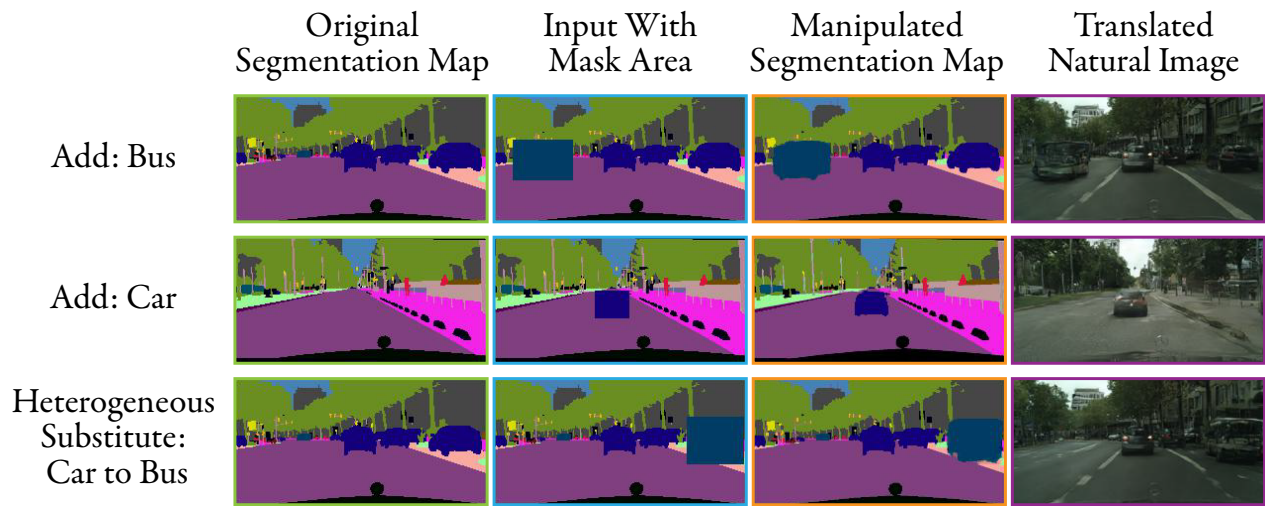 Original
Segmentation Map
Input With
Mask Area
Manipulated
Segmentation Map
Translated
Natural Image
Add: Bus
Add: Car
Heterogeneous
Substitute:
Car to Bus